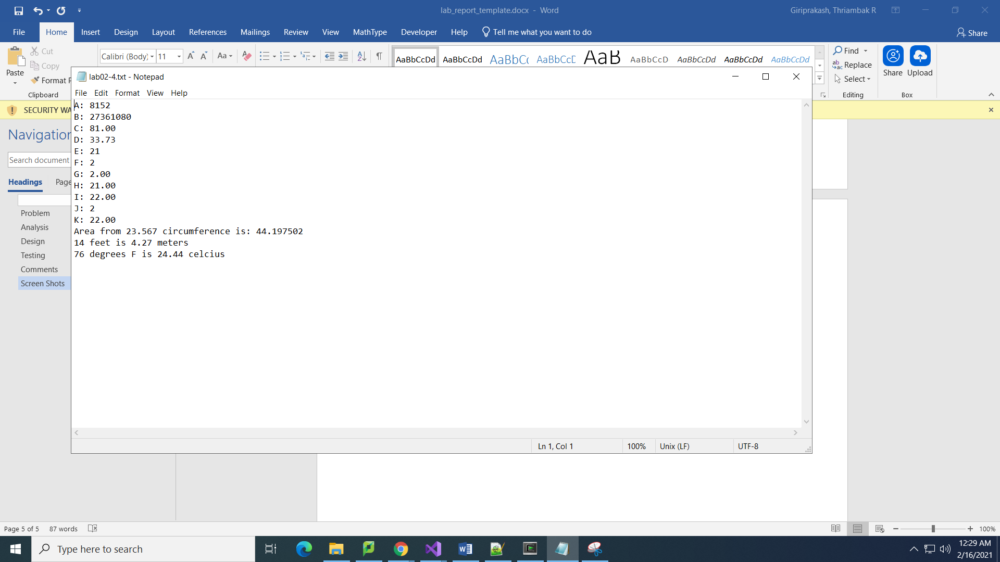 lab_report_template.docx - Word
Giriprakash, Thriambak R
File Home Insert Design Layout References Mailings Review View MathType Developer Help Tell me what you want to do
Share
Paste
Cut
Copy
Format P
Clipboard
Calibri (Body) 11
Aa
AaBbCcDd AaBbCcDd AaBbCc AaBbCcD AaB AaBbCcD AaBbCcDd AaBbCcDd AaBbCcDd
Find
Replace
Select
Editing
Share Upload
Box
SECURITY WA
Navigation
Search document
Headings Page
Problem
Analysis
Design
Testing
Comments
Screen Shots
lab02-4.txt - Notepad
File Edit Format View Help
A: 8152
B: 27361080
C: 81.00
D: 33.73
E: 21
F: 2
G: 2.00
H: 21.00
I: 22.00
J: 2
K: 22.00
Area from 23.567 circumference is: 44.197502
14 feet is 4.27 meters
76 degrees F is 24.44 celcius
Ln 1, Col 1 100% Unix (LF) UTF-8
Page 5 of 5 87 words
100%
Type here to search
12:29 AM
2/16/2021